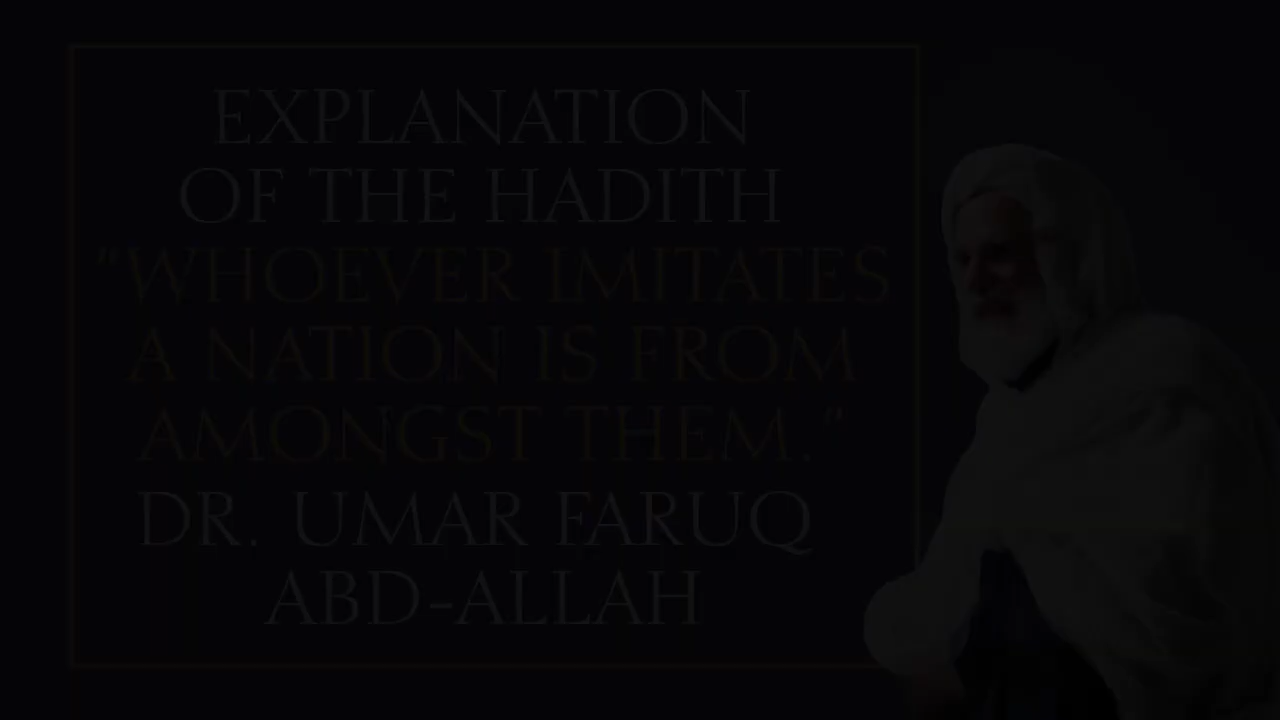 EXPLANATION
OF THE HADITH
"WHOEVER IMITATES
A NATION IS FROM
AMONGST THEM."
DR. UMAR FARUQ
ABD-ALLAH